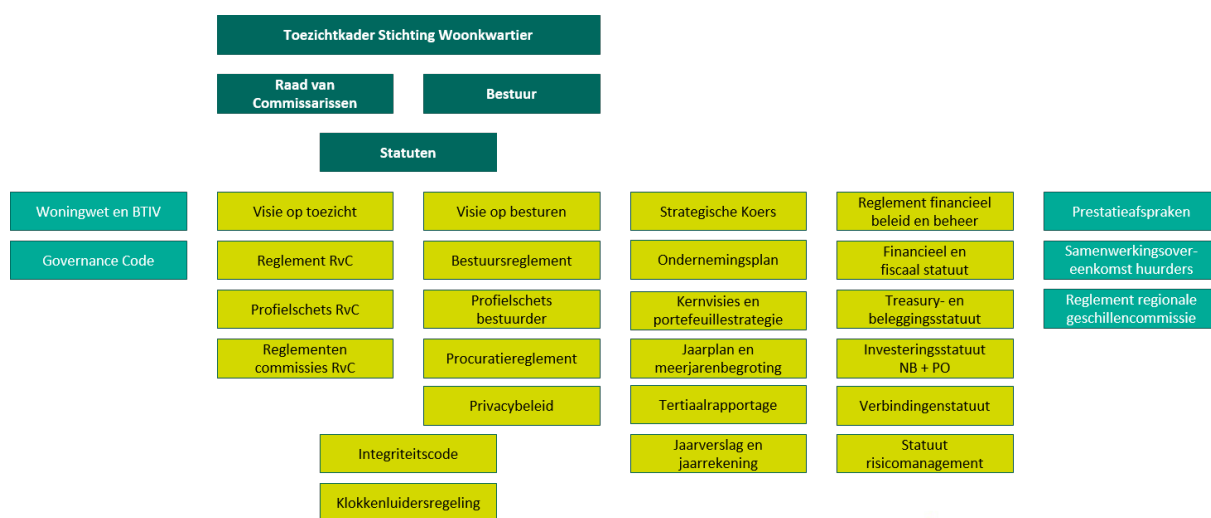 Toezichtkader Stichting Woonkwartier
Raad van
Commissarissen
Bestuur
Statuten
Woningwet en BTIV
Governance Code
Visie op toezicht
Reglement RvC
Profielschets RvC
Reglementen
commissies RvC
Visie op besturen
Bestuursreglement
Profielschets
bestuurder
Procuratiereglement
Privacybeleid
Integriteitscode
Klokkenluidersregeling
Strategische Koers
Ondernemingsplan
Kernvisies en
portefeuillestrategie
Jaarplan en
meerjarenbegroting
Tertiaalrapportage
Jaarverslag en
jaarrekening
Reglement financieel
beleid en beheer
Financieel en
fiscaal statuut
Treasury- en
beleggingsstatuut
Investeringsstatuut
NB + PO
Verbindingenstatuut
Statuut
risicomanagement
Prestatieafspraken
Samenwerkingsover-
eenkomst huurders
Reglement regionale
geschillencommissie